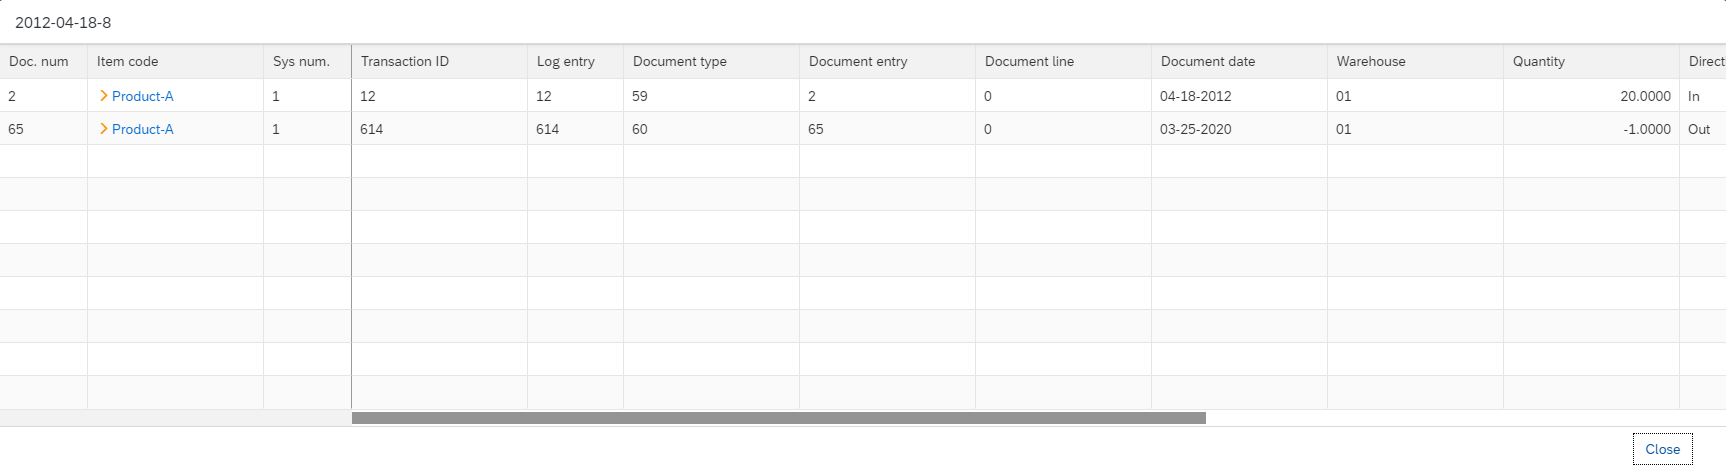 2012-04-18-8
Doc. num Item code Sys num. Transaction ID Log entry Document type Document entry Document line Document date Warehouse Quantity Direct
2 Product-A 1 12 12 59 2 0 04-18-2012 01 20.0000 In
65 Product-A 1 614 614 60 65 0 03-25-2020 01 -1.0000 Out
Close